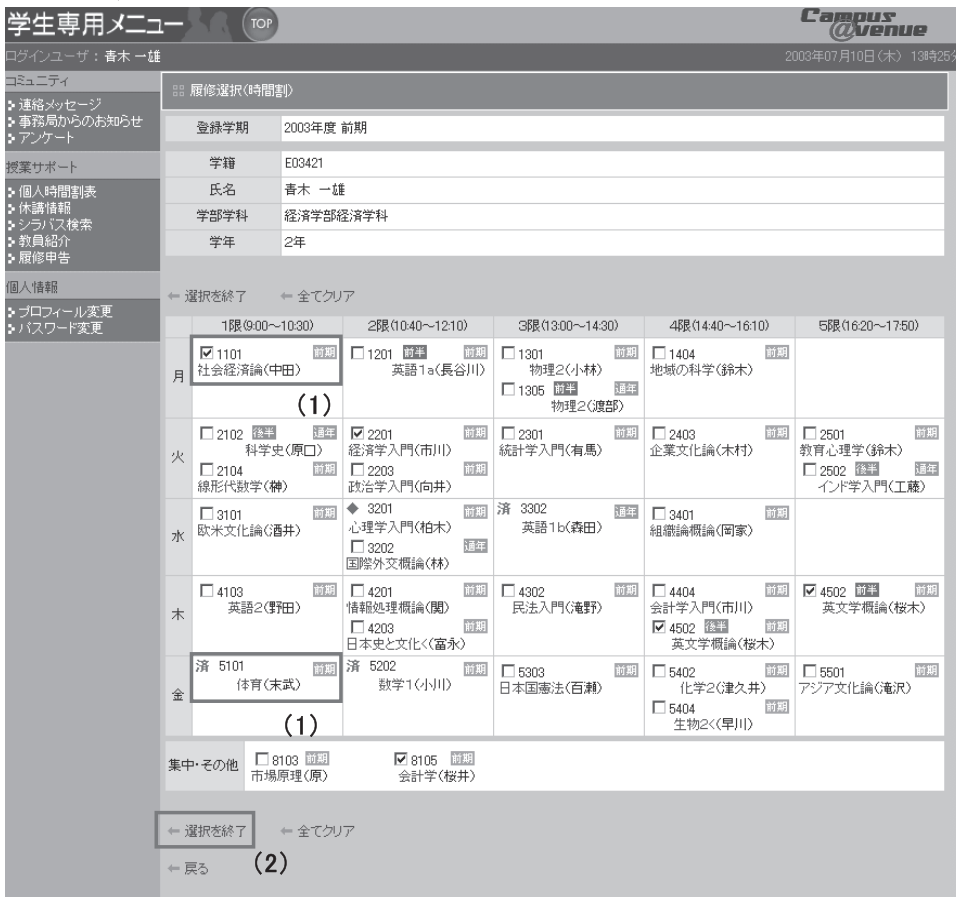 学生専用メニュー TOP Campus @venue
ログインユーザ：青木 一雄 2003年07月10日(木) 13時25分
コミュニティ
連絡メッセージ
事務局からのお知らせ
アンケート
授業サポート
個人時間割表
休講情報
シラバス検索
教員紹介
履修申告
個人情報
プロフィール変更
パスワード変更
履修選択(時間割)
登録学期 2003年度 前期
学籍 E03421
氏名 青木 一雄
学部学科 経済学部経済学科
学年 2年
← 選択を終了 ← 全てクリア
1限(9:00～10:30) 2限(10:40～12:10) 3限(13:00～14:30) 4限(14:40～16:10) 5限(16:20～17:50)
月
1101 前期
社会経済論(中田)
(1)
1201 前半 前期
英語1a(長谷川)
1301 前期
物理2(小林)
1305 前半 通年
物理2(渡部)
1404 前期
地域の科学(鈴木)
火
2102 後半 通年
科学史(原口)
2104 前期
線形代数学(榊)
2201 前期
経済学入門(市川)
2203 前期
政治学入門(向井)
2301 前期
統計学入門(有馬)
2403 前期
企業文化論(木村)
2501 前期
教育心理学(鈴木)
2502 後半 通年
インド学入門(工藤)
水
3101 前期
欧米文化論(酒井)
◆ 3201 前期
心理学入門(柏木)
3202 通年
国際外交概論(林)
済 3302 通年
英語1b(森田)
3401 前期
組織論概論(岡家)
木
4103 前期
英語2(野田)
4201 前期
情報処理概論(関)
4203 前期
日本史と文化<(富永)
4302 前期
民法入門(滝野)
4404 前期
会計学入門(市川)
4502 後半 前期
英文学概論(桜木)
4502 前半 前期
英文学概論(桜木)
金
済 5101 前期
体育(末武)
(1)
済 5202 前期
数学1(小川)
5303 前期
日本国憲法(百瀬)
5402 前期
化学2(津久井)
5404 前期
生物2<(早川)
5501 前期
アジア文化論(滝沢)
集中・その他
8103 前期
市場原理(原)
8105 前期
会計学(桜井)
← 選択を終了 ← 全てクリア
(2)
← 戻る